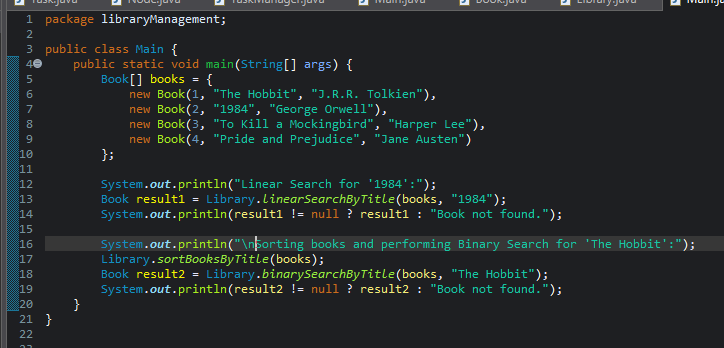 Task.java Node.java TaskManager.java Main.java Book.java Library.java Main.ja
1 package libraryManagement;
2
3 public class Main {
4 public static void main(String[] args) {
5 Book[] books = {
6 new Book(1, "The Hobbit", "J.R.R. Tolkien"),
7 new Book(2, "1984", "George Orwell"),
8 new Book(3, "To Kill a Mockingbird", "Harper Lee"),
9 new Book(4, "Pride and Prejudice", "Jane Austen")
10 };
11
12 System.out.println("Linear Search for '1984':");
13 Book result1 = Library.linearSearchByTitle(books, "1984");
14 System.out.println(result1 != null ? result1 : "Book not found.");
15
16 System.out.println("\nSorting books and performing Binary Search for 'The Hobbit':");
17 Library.sortBooksByTitle(books);
18 Book result2 = Library.binarySearchByTitle(books, "The Hobbit");
19 System.out.println(result2 != null ? result2 : "Book not found.");
20 }
21 }
22
23